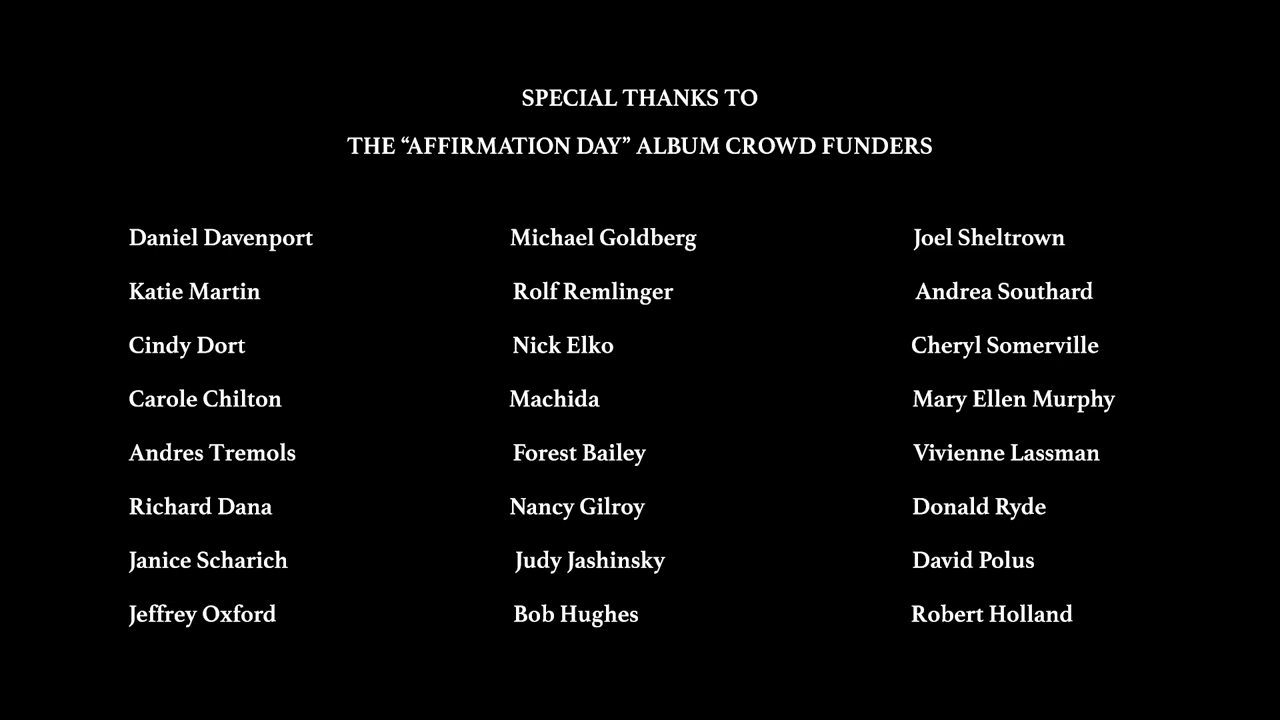 SPECIAL THANKS TO
THE “AFFIRMATION DAY” ALBUM CROWD FUNDERS
Daniel Davenport Michael Goldberg Joel Sheltrown
Katie Martin Rolf Remlinger Andrea Southard
Cindy Dort Nick Elko Cheryl Somerville
Carole Chilton Machida Mary Ellen Murphy
Andres Tremols Forest Bailey Vivienne Lassman
Richard Dana Nancy Gilroy Donald Ryde
Janice Scharich Judy Jashinsky David Polus
Jeffrey Oxford Bob Hughes Robert Holland